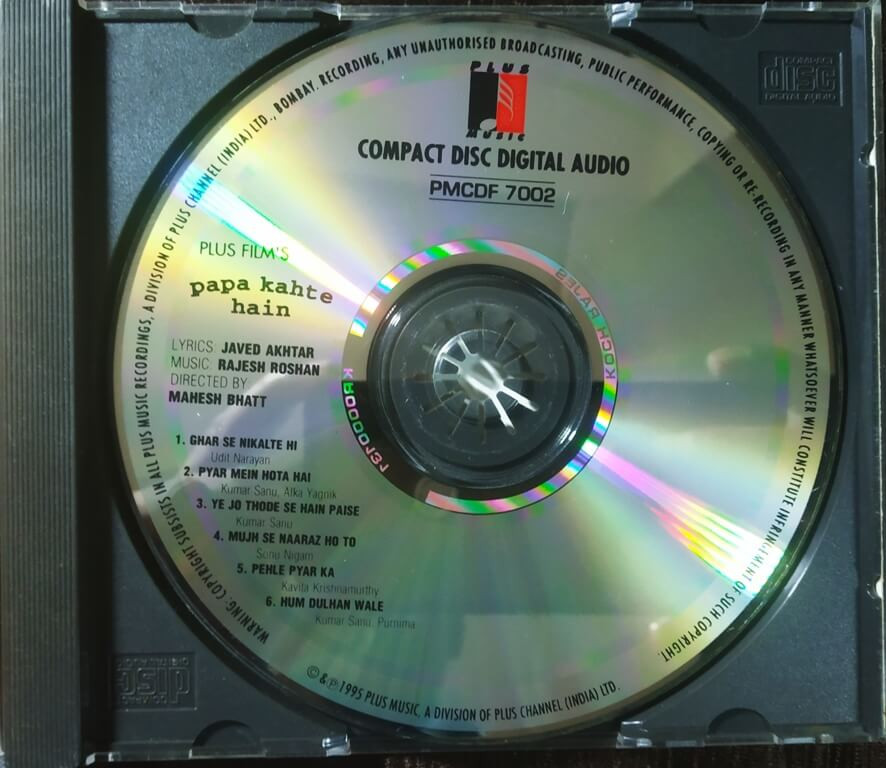 WARNING: COPYRIGHT SUBSISTS IN ALL PLUS MUSIC RECORDINGS, A DIVISION OF PLUS CHANNEL (INDIA) LTD., BOMBAY. RECORDING, ANY UNAUTHORISED BROADCASTING, PUBLIC PERFORMANCE, COPYING OR RE-RECORDING IN ANY MANNER WHATSOEVER WILL CONSTITUTE INFRINGEMENT OF SUCH COPYRIGHT.
PLUS
MUSIC
COMPACT DISC DIGITAL AUDIO
PMCDF 7002
COMPACT
disc
DIGITAL AUDIO
PLUS FILM'S
papa kahte
hain
LYRICS: JAVED AKHTAR
MUSIC: RAJESH ROSHAN
DIRECTED BY
MAHESH BHATT
1. GHAR SE NIKALTE HI
Udit Narayan
2. PYAR MEIN HOTA HAI
Kumar Sanu, Alka Yagnik
3. YE JO THODE SE HAIN PAISE
Kumar Sanu
4. MUJH SE NAARAZ HO TO
Sonu Nigam
5. PEHLE PYAR KA
Kavita Krishnamurthy
6. HUM DULHAN WALE
Kumar Sanu, Purnima
© & ℗ 1995 PLUS MUSIC, A DIVISION OF PLUS CHANNEL (INDIA) LTD.
COMPACT
disc
DIGITAL AUDIO